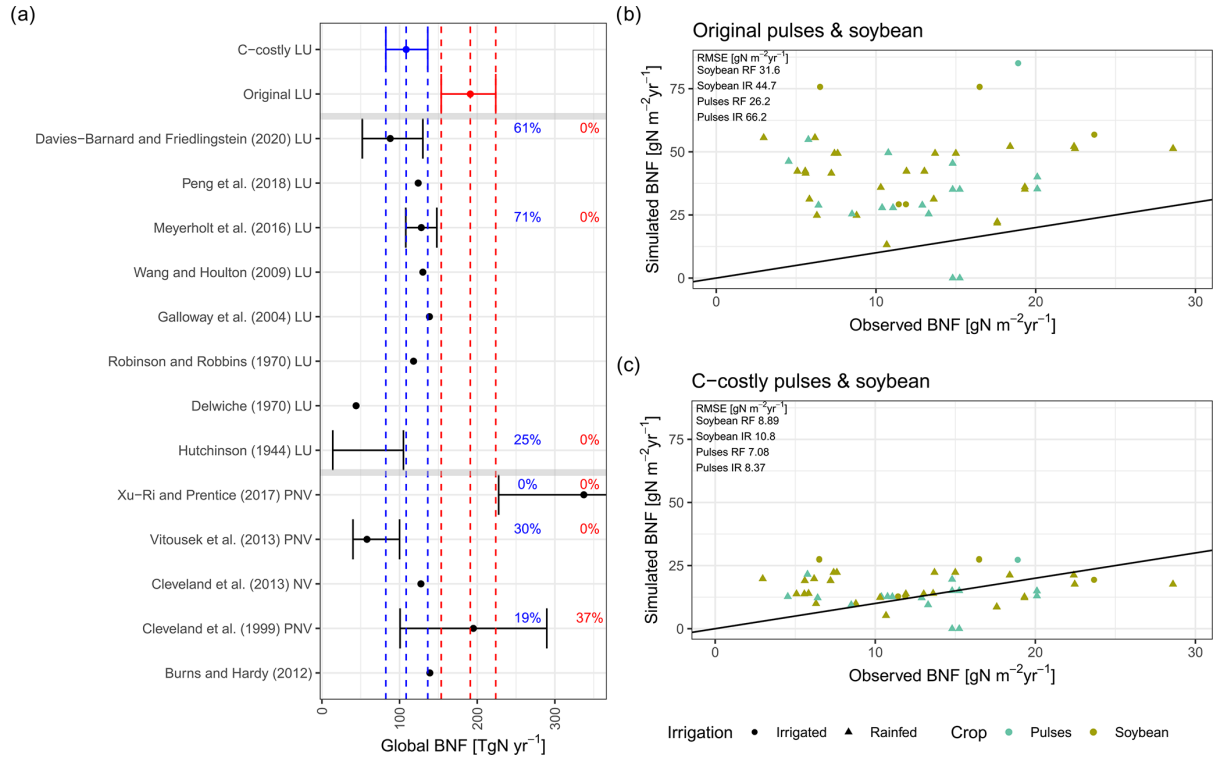 (a)
C−costly LU
Original LU
Davies−Barnard and Friedlingstein (2020) LU
61%
0%
Peng et al. (2018) LU
Meyerholt et al. (2016) LU
71%
0%
Wang and Houlton (2009) LU
Galloway et al. (2004) LU
Robinson and Robbins (1970) LU
Delwiche (1970) LU
Hutchinson (1944) LU
25%
0%
Xu−Ri and Prentice (2017) PNV
0%
0%
Vitousek et al. (2013) PNV
30%
0%
Cleveland et al. (2013) NV
Cleveland et al. (1999) PNV
19%
37%
Burns and Hardy (2012)
0
100
200
300
Global BNF [TgN yr−1]
(b)
Original pulses & soybean
RMSE [gN m−2yr−1]
Soybean RF 31.6
Soybean IR 44.7
Pulses RF 26.2
Pulses IR 66.2
75
50
25
0
Simulated BNF [gN m−2yr−1]
0
10
20
30
Observed BNF [gN m−2yr−1]
(c)
C−costly pulses & soybean
RMSE [gN m−2yr−1]
Soybean RF 8.89
Soybean IR 10.8
Pulses RF 7.08
Pulses IR 8.37
75
50
25
0
Simulated BNF [gN m−2yr−1]
0
10
20
30
Observed BNF [gN m−2yr−1]
Irrigation Irrigated Rainfed Crop Pulses Soybean